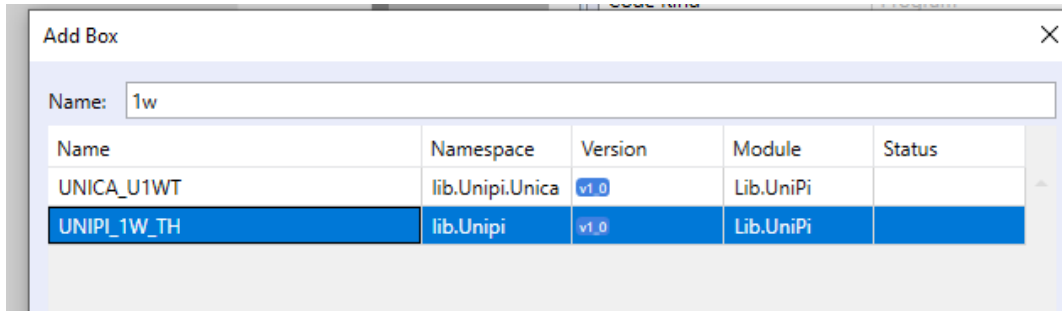 Add Box
Name: 1w
Name Namespace Version Module Status
UNICA_U1WT lib.Unipi.Unica v1_0 Lib.UniPi
UNIPI_1W_TH lib.Unipi v1_0 Lib.UniPi